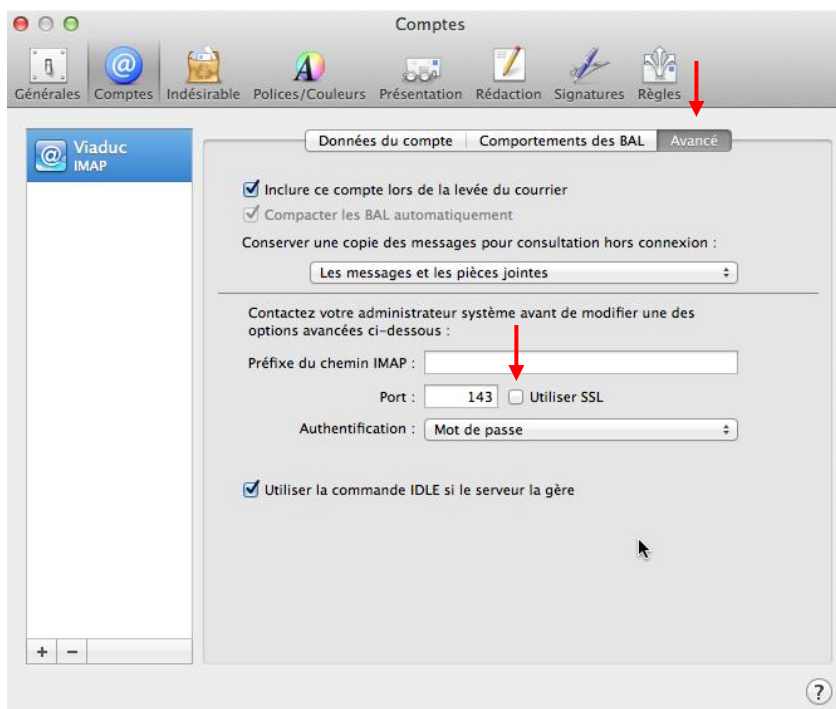 Comptes
Générales Comptes Indésirable Polices/Couleurs Présentation Rédaction Signatures Règles
Données du compte Comportements des BAL Avancé
Viaduc
IMAP
Inclure ce compte lors de la levée du courrier
Compacter les BAL automatiquement
Conserver une copie des messages pour consultation hors connexion :
Les messages et les pièces jointes
Contactez votre administrateur système avant de modifier une des
options avancées ci-dessous :
Préfixe du chemin IMAP :
Port : 143 Utiliser SSL
Authentification : Mot de passe
Utiliser la commande IDLE si le serveur la gère
+ −
?